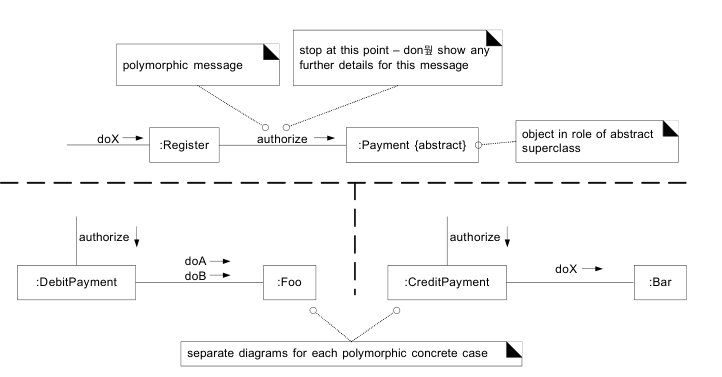 polymorphic message
stop at this point – don뭪 show any
further details for this message
doX
:Register
authorize
:Payment {abstract}
object in role of abstract
superclass
authorize
:DebitPayment
doA
doB
:Foo
authorize
:CreditPayment
doX
:Bar
separate diagrams for each polymorphic concrete case